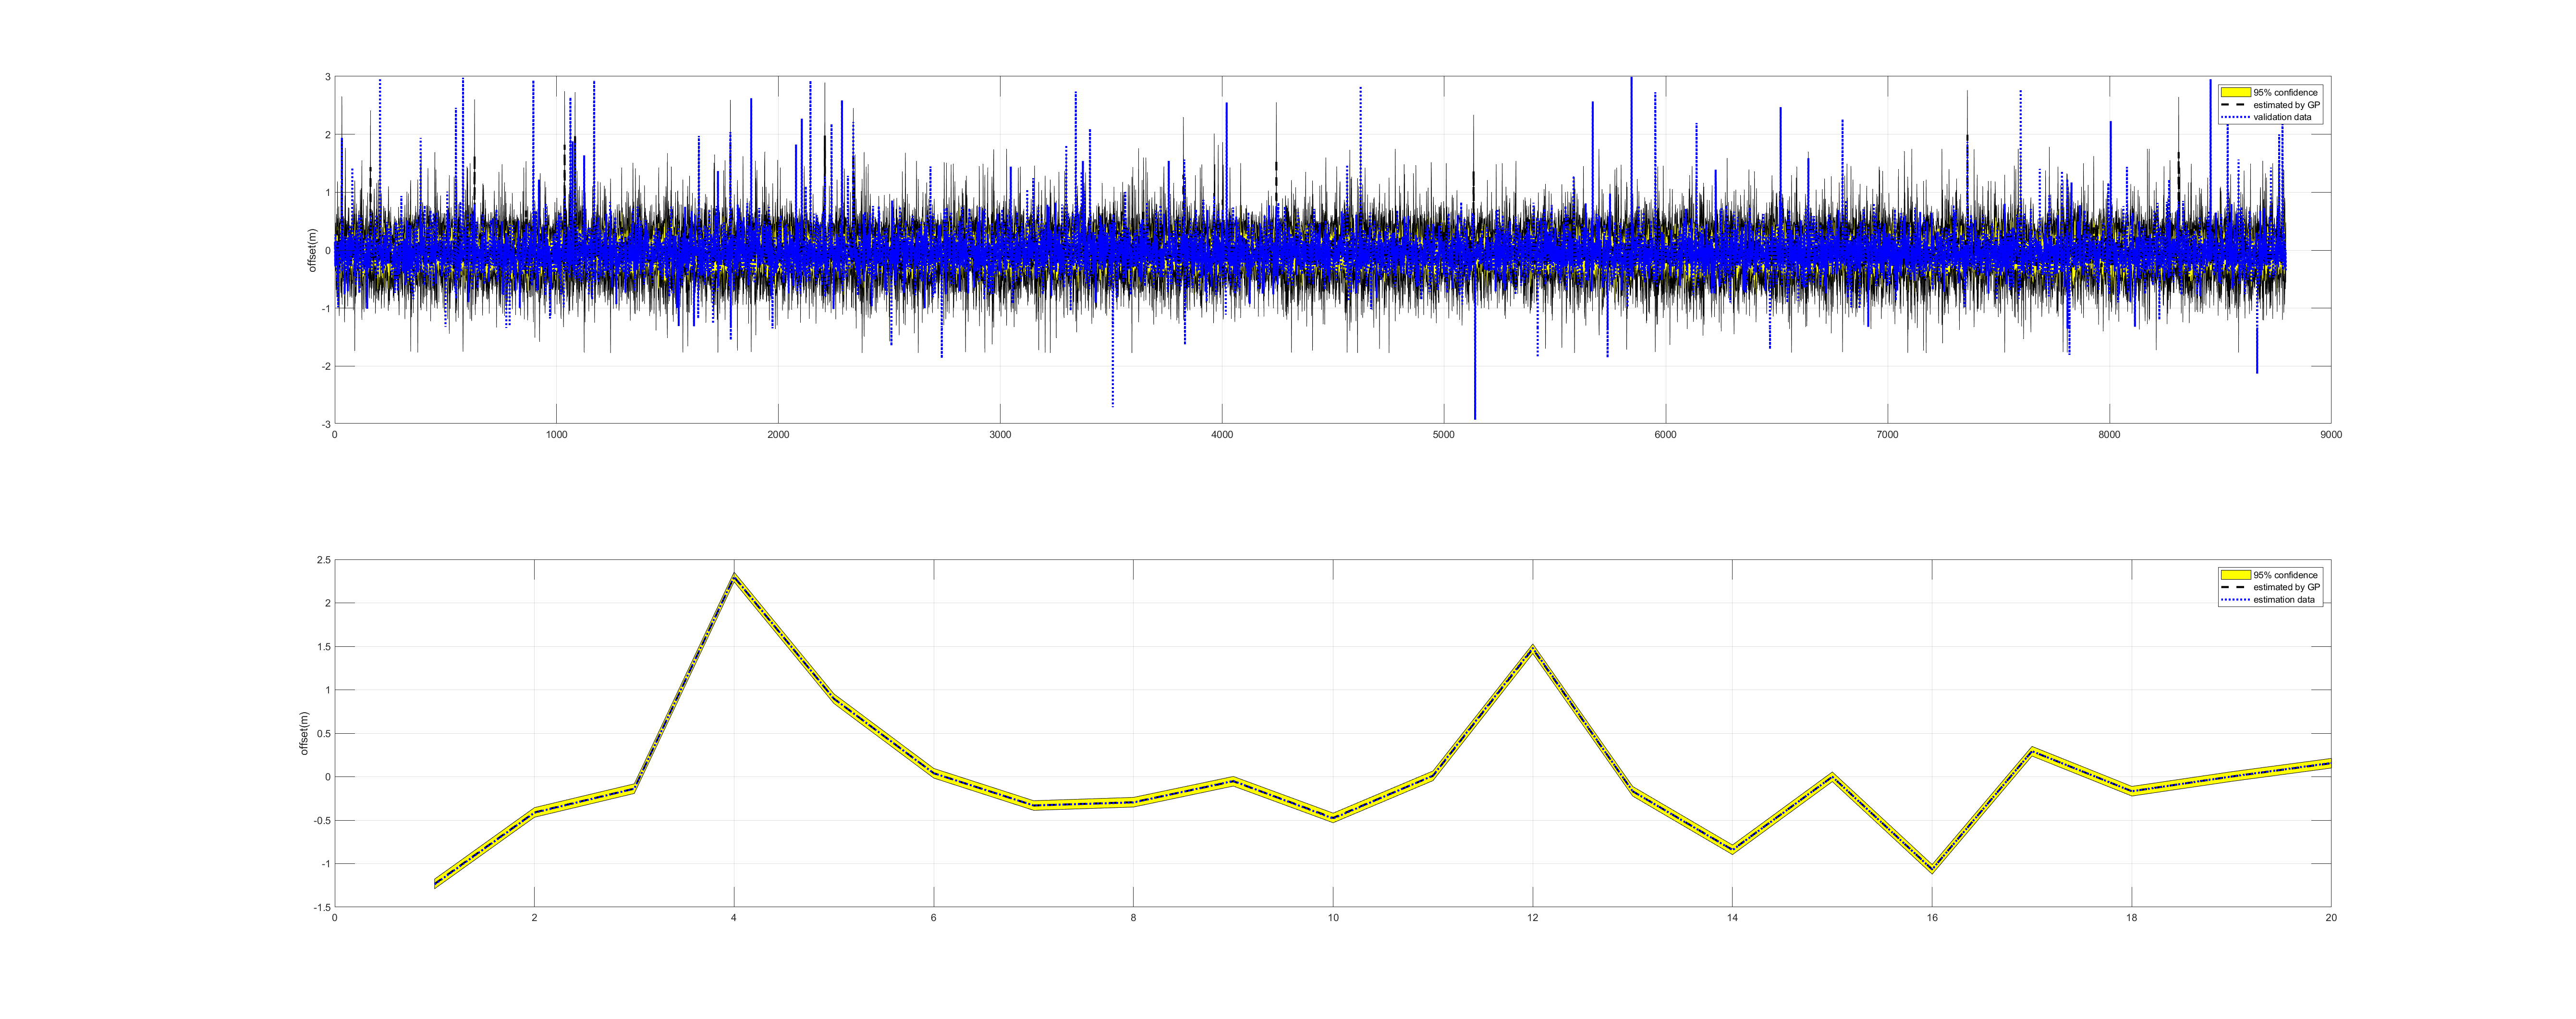 3
2
1
0
-1
-2
-3
offset(m)
95% confidence
estimated by GP
validation data
0 1000 2000 3000 4000 5000 6000 7000 8000 9000
2.5
2
1.5
1
0.5
0
-0.5
-1
-1.5
offset(m)
95% confidence
estimated by GP
estimation data
0 2 4 6 8 10 12 14 16 18 20